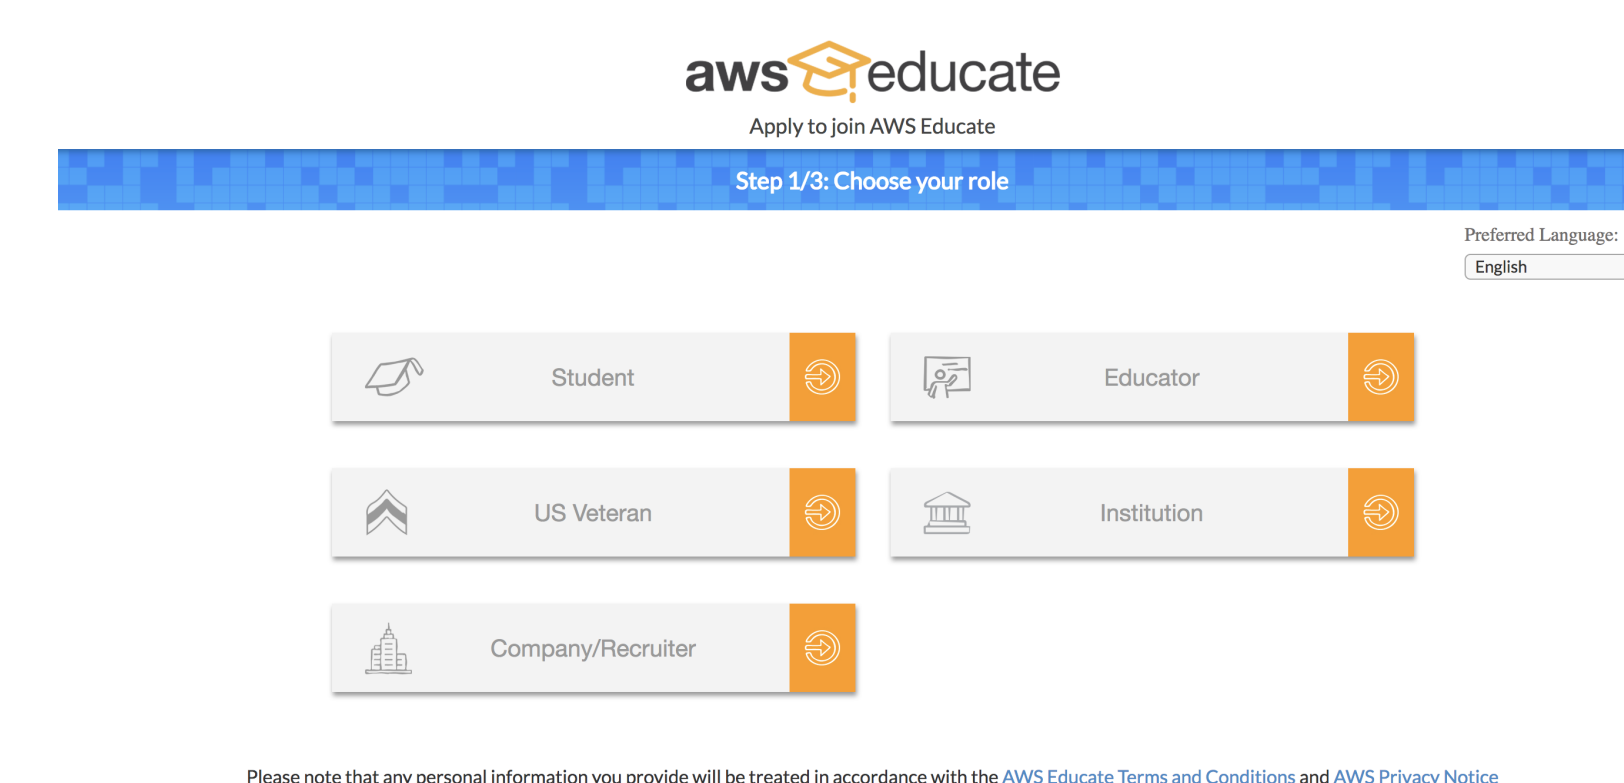 aws educate
Apply to join AWS Educate
Step 1/3: Choose your role
Preferred Language:
English
Student
Educator
US Veteran
Institution
Company/Recruiter
Please note that any personal information you provide will be treated in accordance with the AWS Educate Terms and Conditions and AWS Privacy Notice